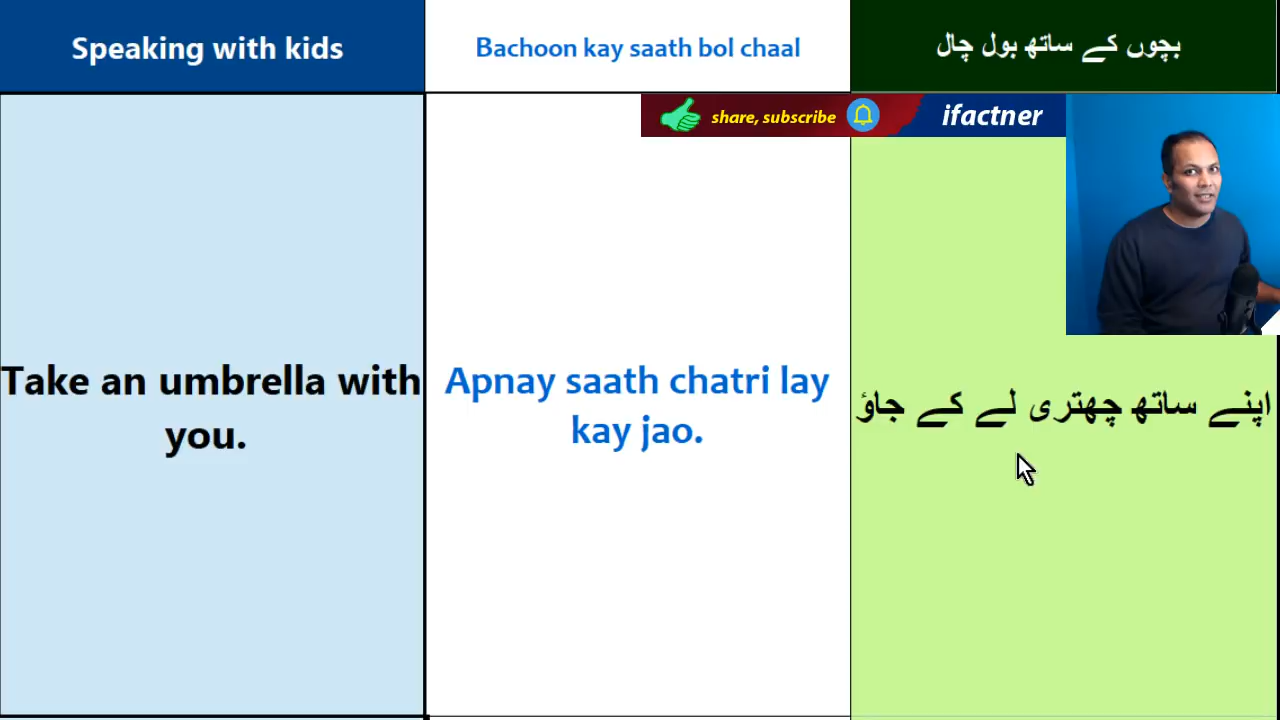 Speaking with kids
Bachoon kay saath bol chaal
بچوں کے ساتھ بول چال
share, subscribe
ifactner
Take an umbrella with
you.
Apnay saath chatri lay
kay jao.
اپنے ساتھ چھتری لے کے جاؤ